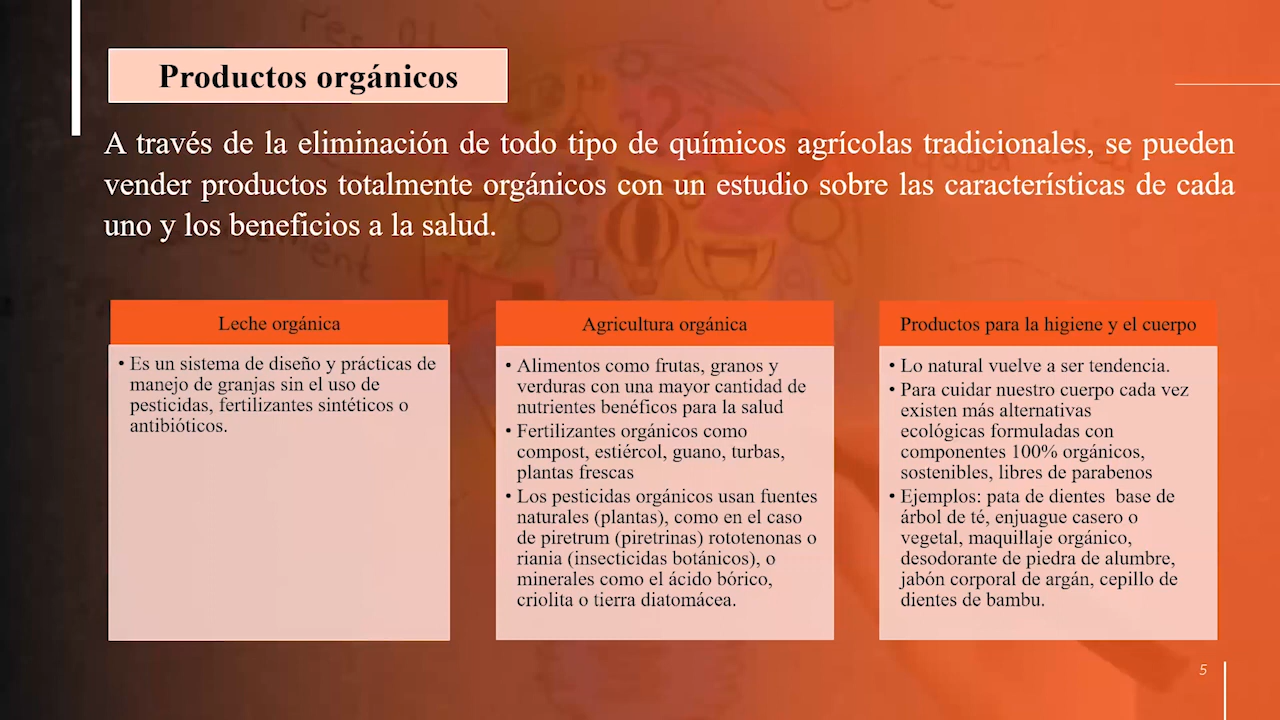 Productos orgánicos
A través de la eliminación de todo tipo de químicos agrícolas tradicionales, se pueden
vender productos totalmente orgánicos con un estudio sobre las características de cada
uno y los beneficios a la salud.
Leche orgánica
• Es un sistema de diseño y prácticas de
manejo de granjas sin el uso de
pesticidas, fertilizantes sintéticos o
antibióticos.
Agricultura orgánica
• Alimentos como frutas, granos y
verduras con una mayor cantidad de
nutrientes benéficos para la salud
• Fertilizantes orgánicos como
compost, estiércol, guano, turbas,
plantas frescas
• Los pesticidas orgánicos usan fuentes
naturales (plantas), como en el caso
de piretrum (piretrinas) rototenonas o
riania (insecticidas botánicos), o
minerales como el ácido bórico,
criolita o tierra diatomácea.
Productos para la higiene y el cuerpo
• Lo natural vuelve a ser tendencia.
• Para cuidar nuestro cuerpo cada vez
existen más alternativas
ecológicas formuladas con
componentes 100% orgánicos,
sostenibles, libres de parabenos
• Ejemplos: pata de dientes  base de
árbol de té, enjuague casero o
vegetal, maquillaje orgánico,
desodorante de piedra de alumbre,
jabón corporal de argán, cepillo de
dientes de bambu.
5